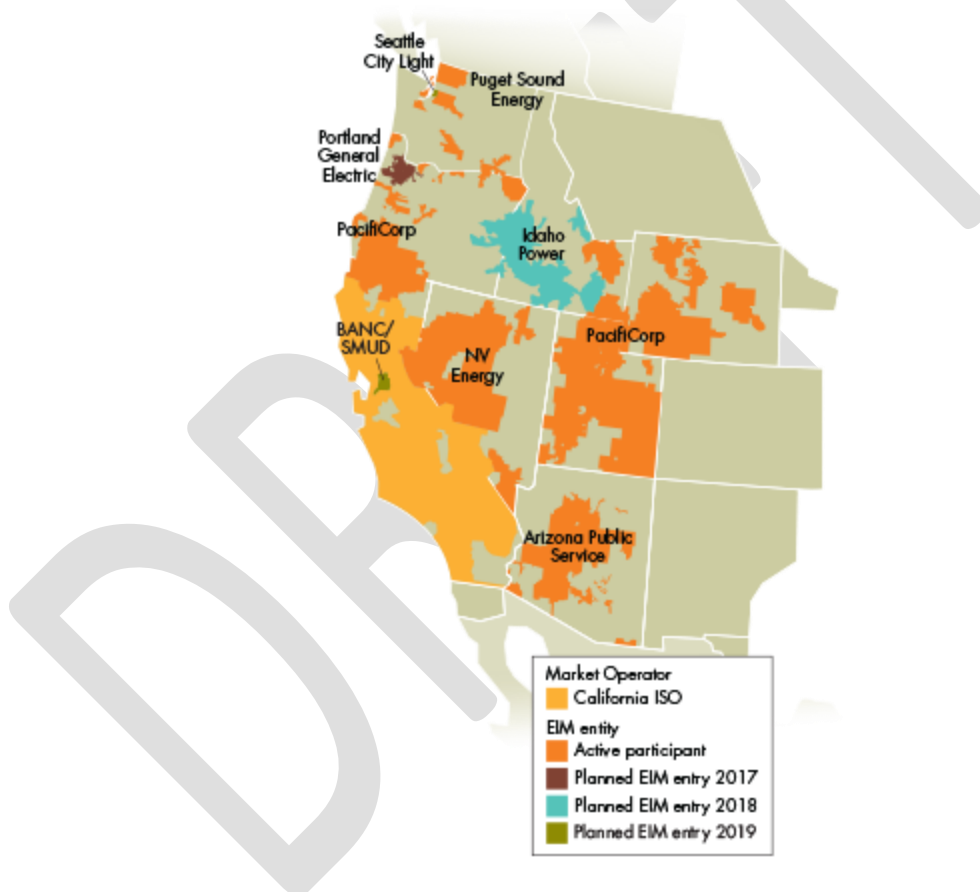 Seattle
City Light
Puget Sound
Energy
Portland
General
Electric
PacifiCorp
Idaho
Power
BANC/
SMUD
NV
Energy
PacifiCorp
Arizona Public
Service
Market Operator
California ISO
EIM entity
Active participant
Planned EIM entry 2017
Planned EIM entry 2018
Planned EIM entry 2019